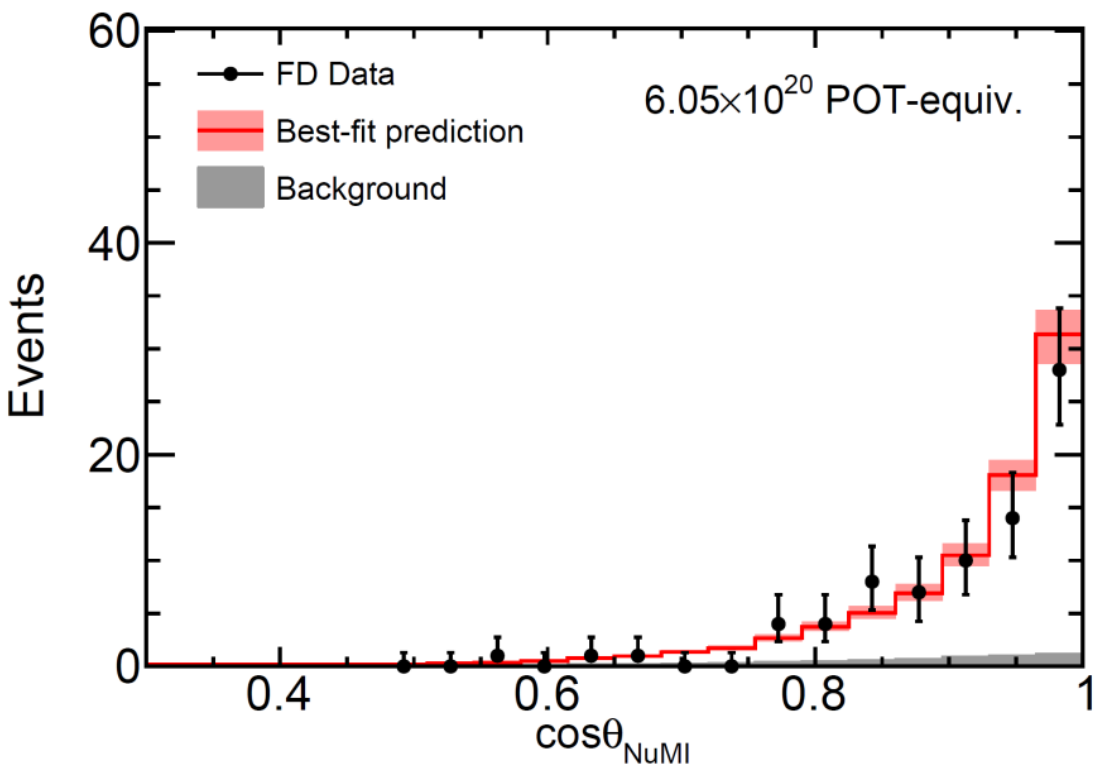 60
FD Data
6.05×10²⁰ POT-equiv.
Best-fit prediction
Background
40
Events
20
0
0.4 0.6 0.8 1
cosθ_NuMI